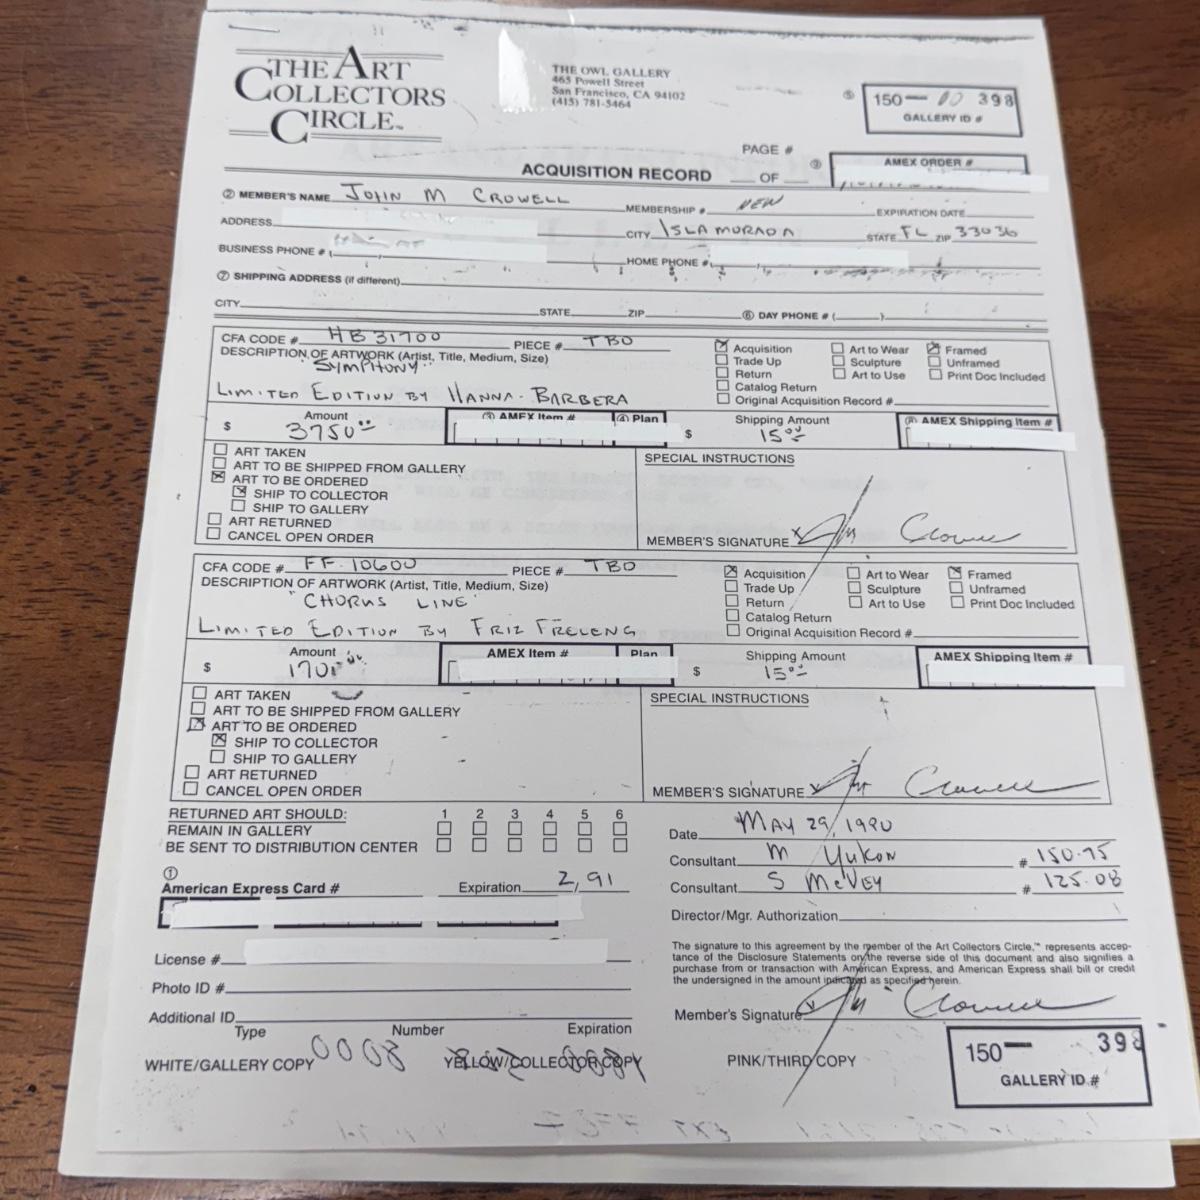 THE ART COLLECTORS CIRCLE™
THE OWL GALLERY
465 Powell Street
San Francisco, CA 94102
(415) 781-5464
150— 398
GALLERY ID #
PAGE #
ACQUISITION RECORD OF
③ AMEX ORDER #
② MEMBER'S NAME JOHN M CROWELL MEMBERSHIP # NEW EXPIRATION DATE
ADDRESS CITY ISLAMORADA STATE FL ZIP 33036
BUSINESS PHONE # ( HOME PHONE # (
⑦ SHIPPING ADDRESS (if different)
CITY STATE ZIP ⑥ DAY PHONE # ( )
CFA CODE # HB31700 PIECE # TBD
DESCRIPTION OF ARTWORK (Artist, Title, Medium, Size)
"SYMPHONY"
LIMITED EDITION BY HANNA-BARBERA
Acquisition Art to Wear Framed
Trade Up Sculpture Unframed
Return Art to Use Print Doc Included
Catalog Return
Original Acquisition Record #
Amount ③ AMEX Item # ④ Plan Shipping Amount AMEX Shipping Item #
$ 3750.00 $ 15.00
ART TAKEN
ART TO BE SHIPPED FROM GALLERY
ART TO BE ORDERED
SHIP TO COLLECTOR
SHIP TO GALLERY
ART RETURNED
CANCEL OPEN ORDER
SPECIAL INSTRUCTIONS
MEMBER'S SIGNATURE X
CFA CODE # FF-10600 PIECE # TBD
DESCRIPTION OF ARTWORK (Artist, Title, Medium, Size)
"CHORUS LINE"
LIMITED EDITION BY FRIZ FRELENG
Acquisition Art to Wear Framed
Trade Up Sculpture Unframed
Return Art to Use Print Doc Included
Catalog Return
Original Acquisition Record #
Amount AMEX Item # Plan Shipping Amount AMEX Shipping Item #
$ $ 15.00
ART TAKEN
ART TO BE SHIPPED FROM GALLERY
ART TO BE ORDERED
SHIP TO COLLECTOR
SHIP TO GALLERY
ART RETURNED
CANCEL OPEN ORDER
SPECIAL INSTRUCTIONS
MEMBER'S SIGNATURE
RETURNED ART SHOULD: 1 2 3 4 5 6
REMAIN IN GALLERY
BE SENT TO DISTRIBUTION CENTER
①
American Express Card # Expiration 2,91
License #
Photo ID #
Additional ID
Type Number Expiration
Date MAY 29, 1990
Consultant M YUKON # 150.75
Consultant S MCVEY # 125.08
Director/Mgr. Authorization
The signature to this agreement by the member of the Art Collectors Circle,™ represents accep-
tance of the Disclosure Statements on the reverse side of this document and also signifies a
purchase from or transaction with American Express, and American Express shall bill or credit
the undersigned in the amount indicated as specified herein.
Member's Signature
WHITE/GALLERY COPY 0008 YELLOW/COLLECTOR COPY PINK/THIRD COPY
150— 398
GALLERY ID #